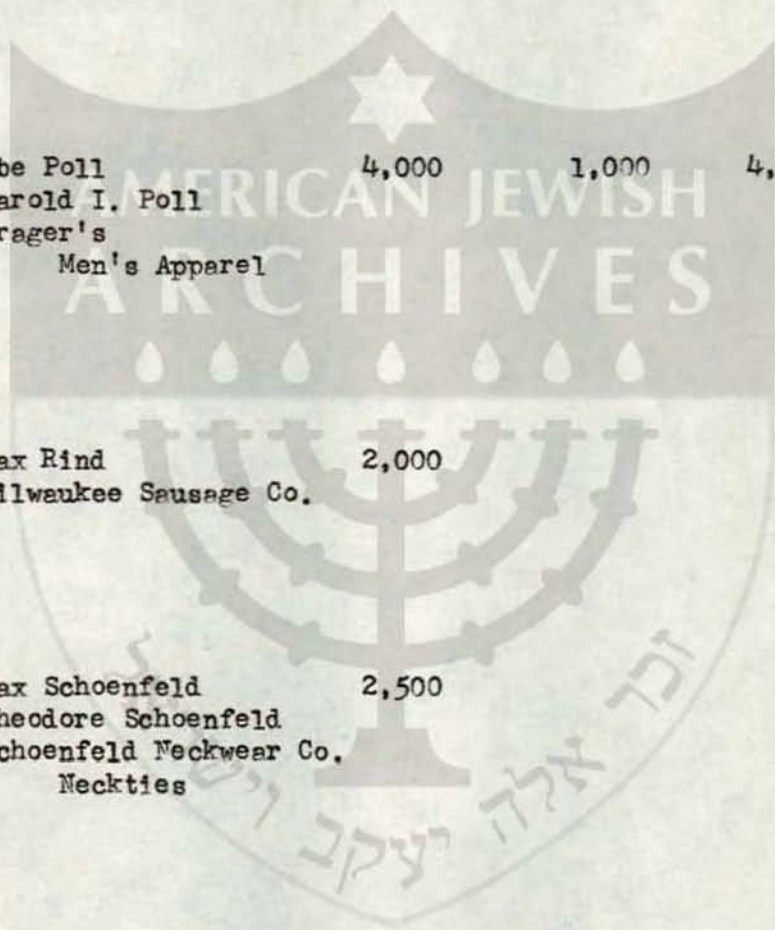 be Poll 4,000 1,000 4,
arold I. Poll
rager's
Men's Apparel
AMERICAN JEWISH
ARCHIVES
ax Rind 2,000
ilwaukee Sausage Co.
ax Schoenfeld 2,500
heodore Schoenfeld
choenfeld Neckwear Co.
Neckties
זכר אלה יעקב